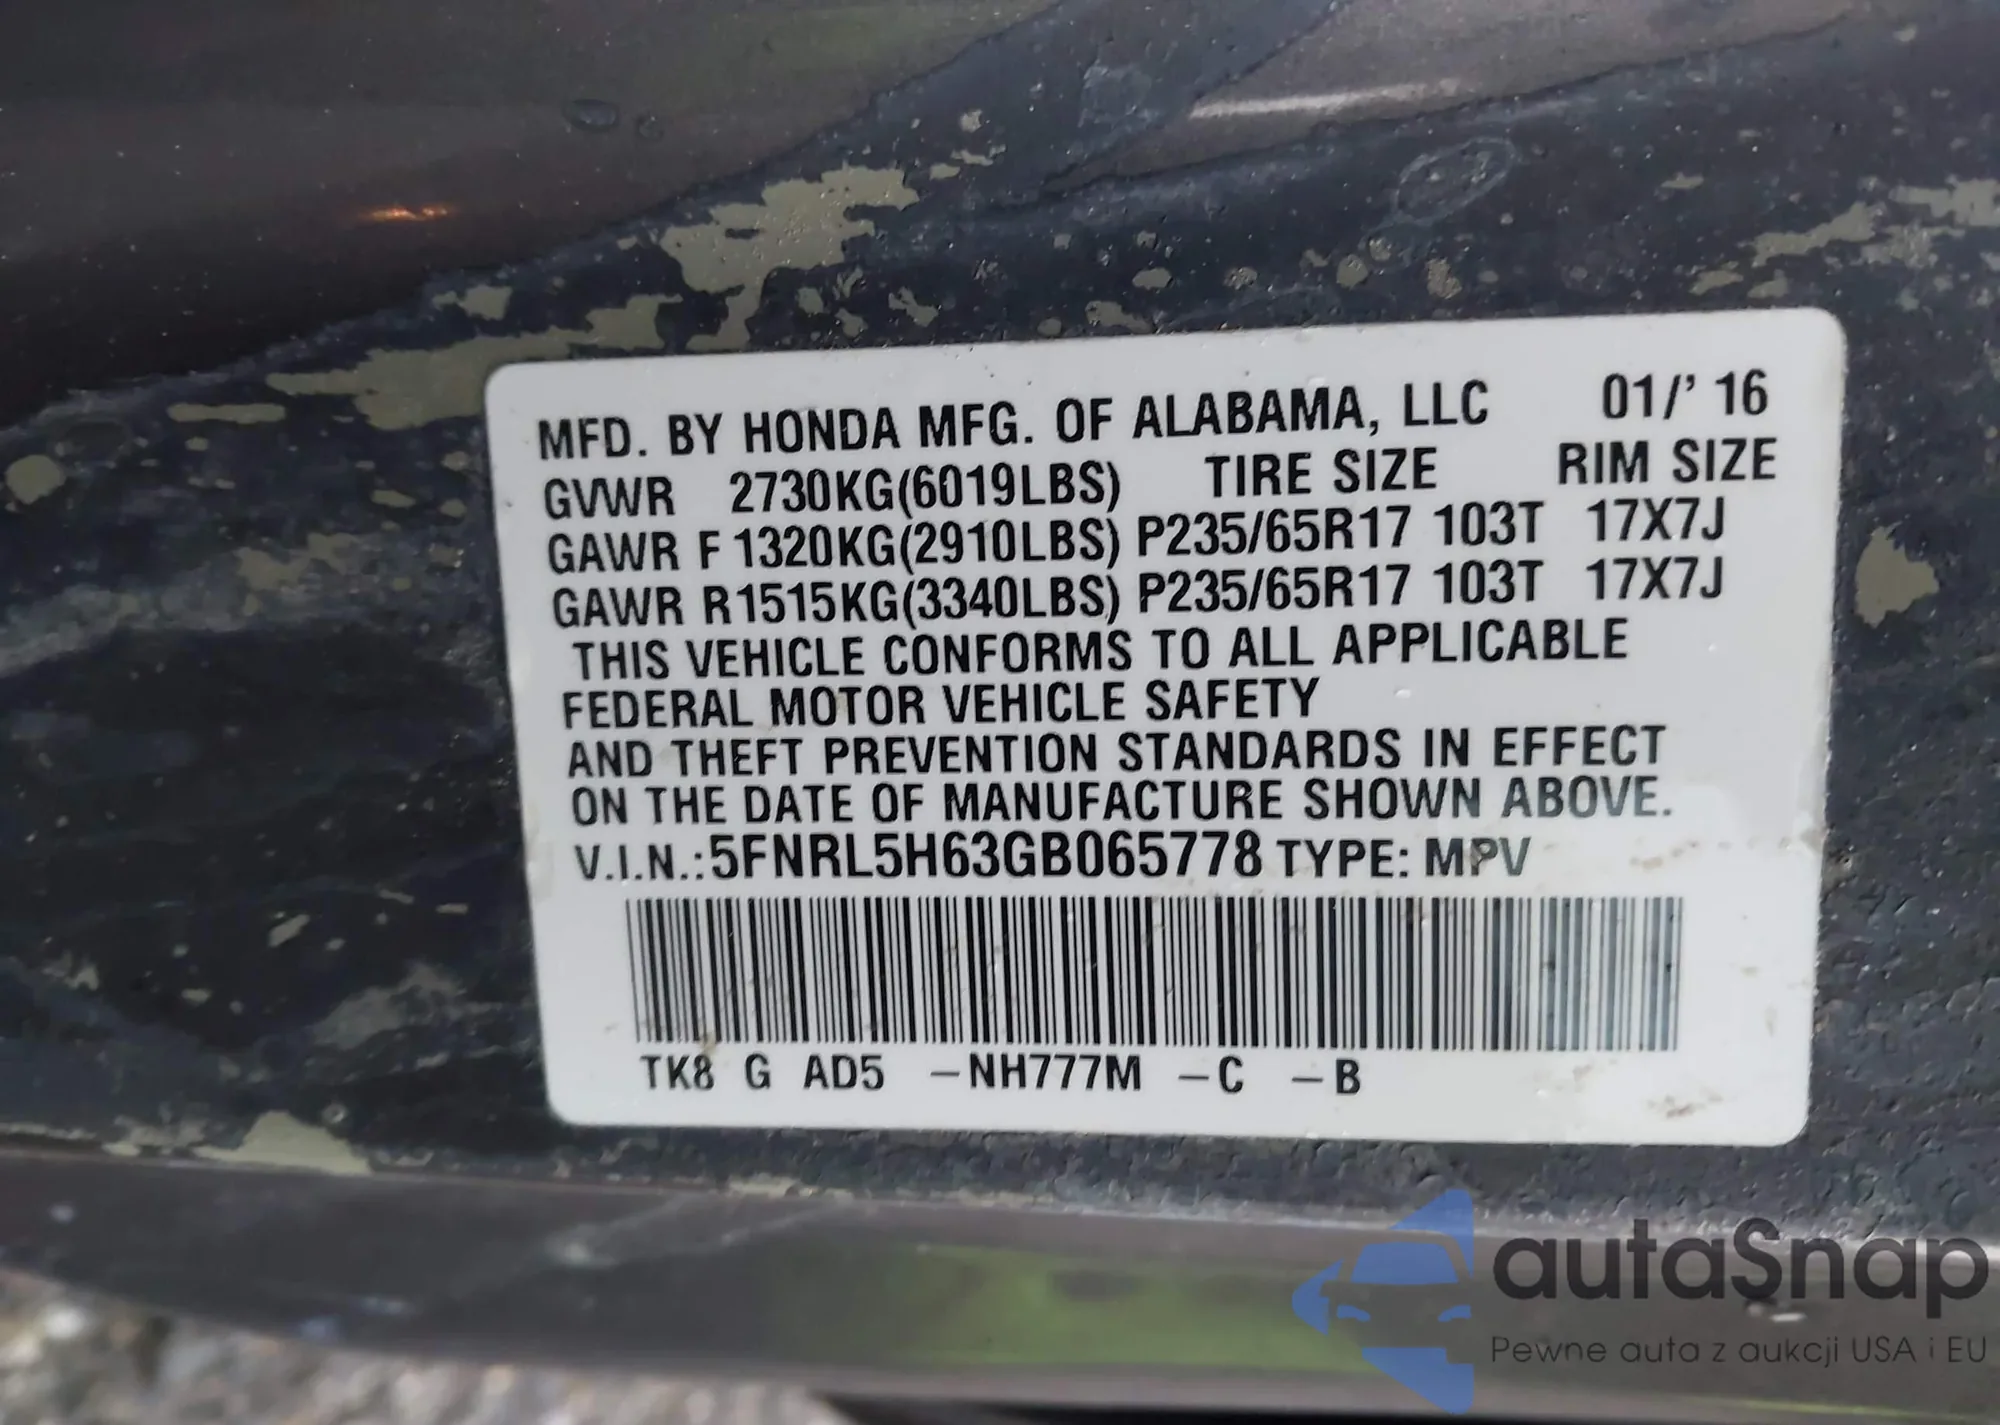 MFD. BY HONDA MFG. OF ALABAMA, LLC 01/' 16
GVWR 2730KG(6019LBS) TIRE SIZE RIM SIZE
GAWR F 1320KG(2910LBS) P235/65R17 103T 17X7J
GAWR R1515KG(3340LBS) P235/65R17 103T 17X7J
THIS VEHICLE CONFORMS TO ALL APPLICABLE
FEDERAL MOTOR VEHICLE SAFETY
AND THEFT PREVENTION STANDARDS IN EFFECT
ON THE DATE OF MANUFACTURE SHOWN ABOVE.
V.I.N.:5FNRL5H63GB065778 TYPE: MPV
TK8 G AD5 -NH777M -C -B
autaSnap
Pewne auta z aukcji USA i EU